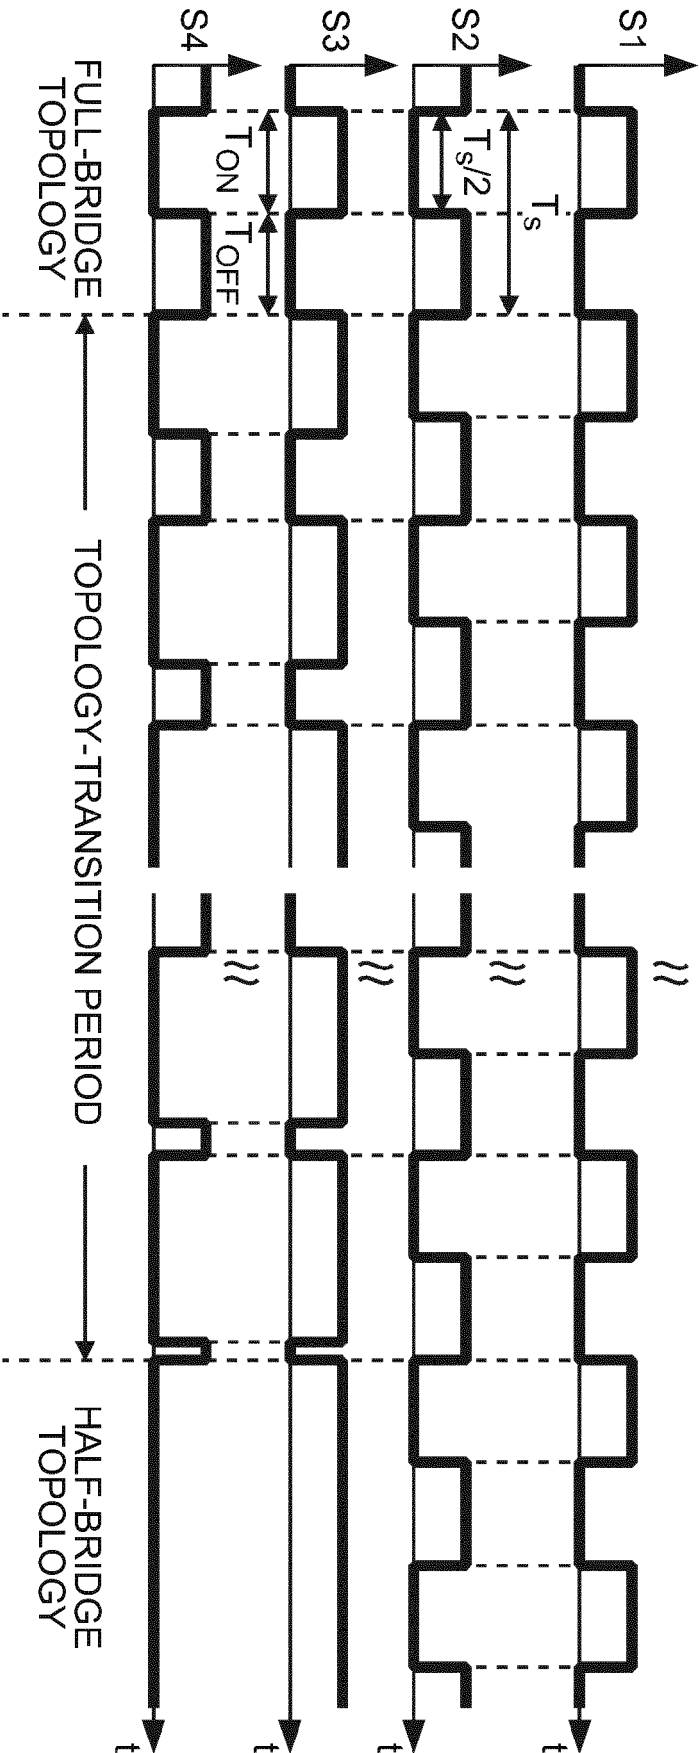 S1
T_s
S2
T_s/2
S3
T_ON
T_OFF
S4
t
t
t
t
FULL-BRIDGE
TOPOLOGY
TOPOLOGY-TRANSITION PERIOD
HALF-BRIDGE
TOPOLOGY